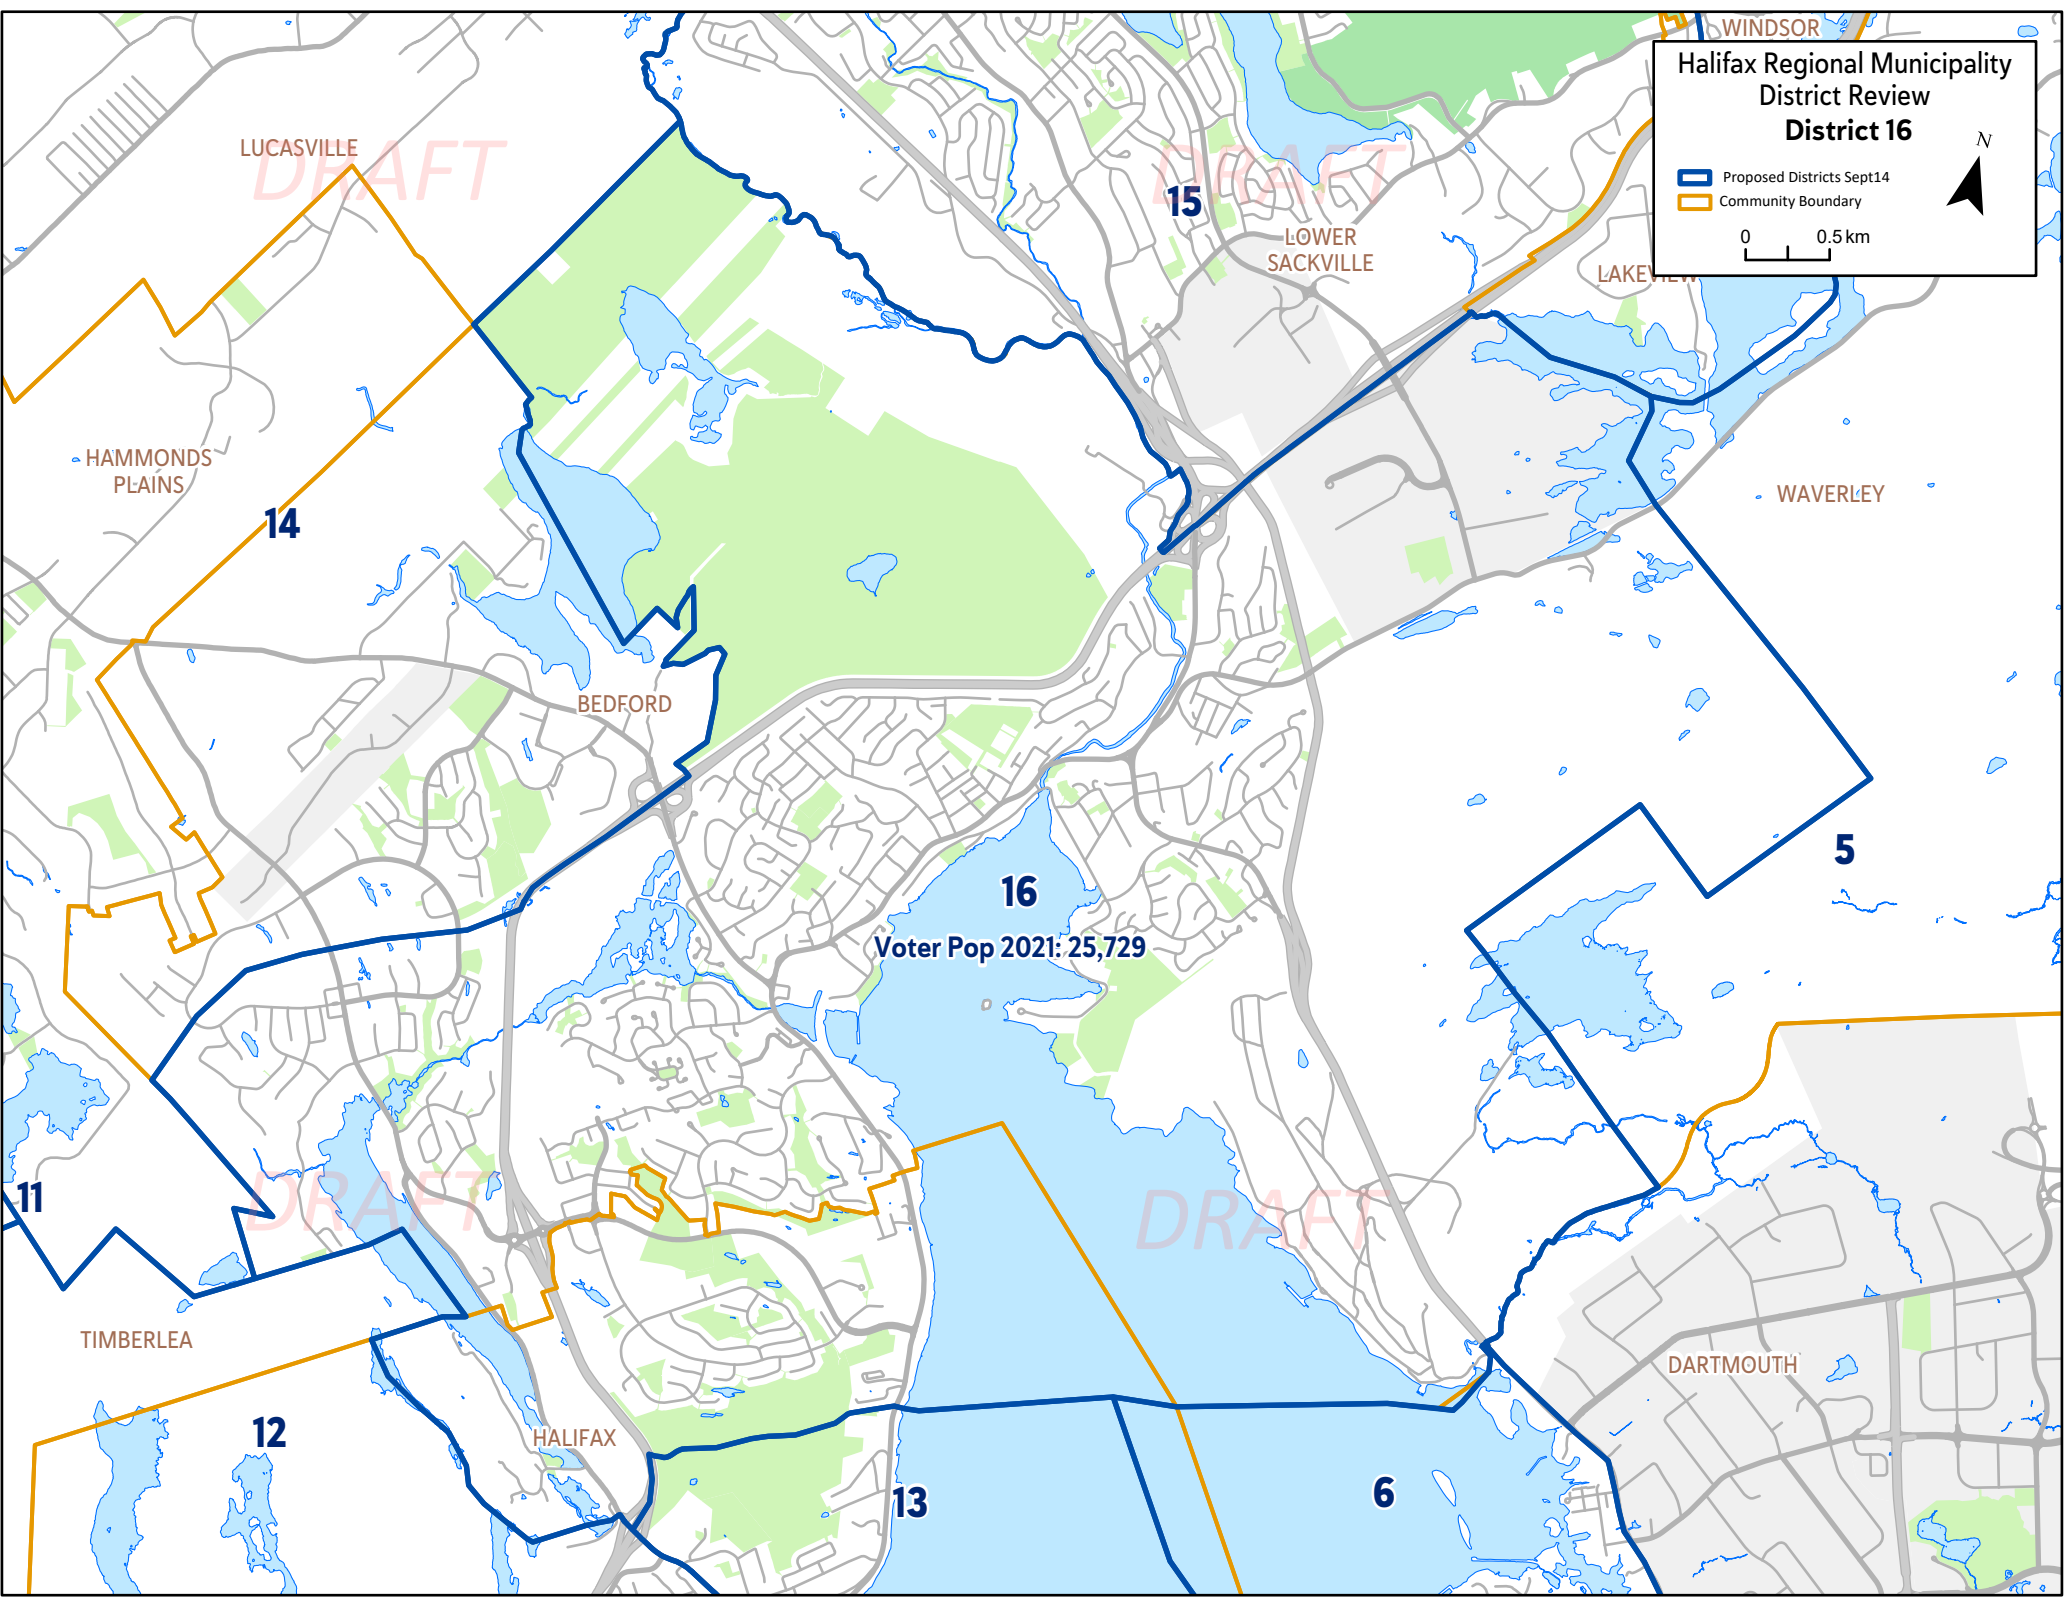 WINDSOR
Halifax Regional Municipality
District Review
District 16
N
Proposed Districts Sept14
Community Boundary
0 0.5 km
LUCASVILLE
DRAFT
DRAFT
15
LOWER
SACKVILLE
LAKEVIEW
HAMMONDS
PLAINS
14
WAVERLEY
BEDFORD
5
16
Voter Pop 2021: 25,729
11
DRAFT
DRAFT
TIMBERLEA
DARTMOUTH
12
HALIFAX
13
6